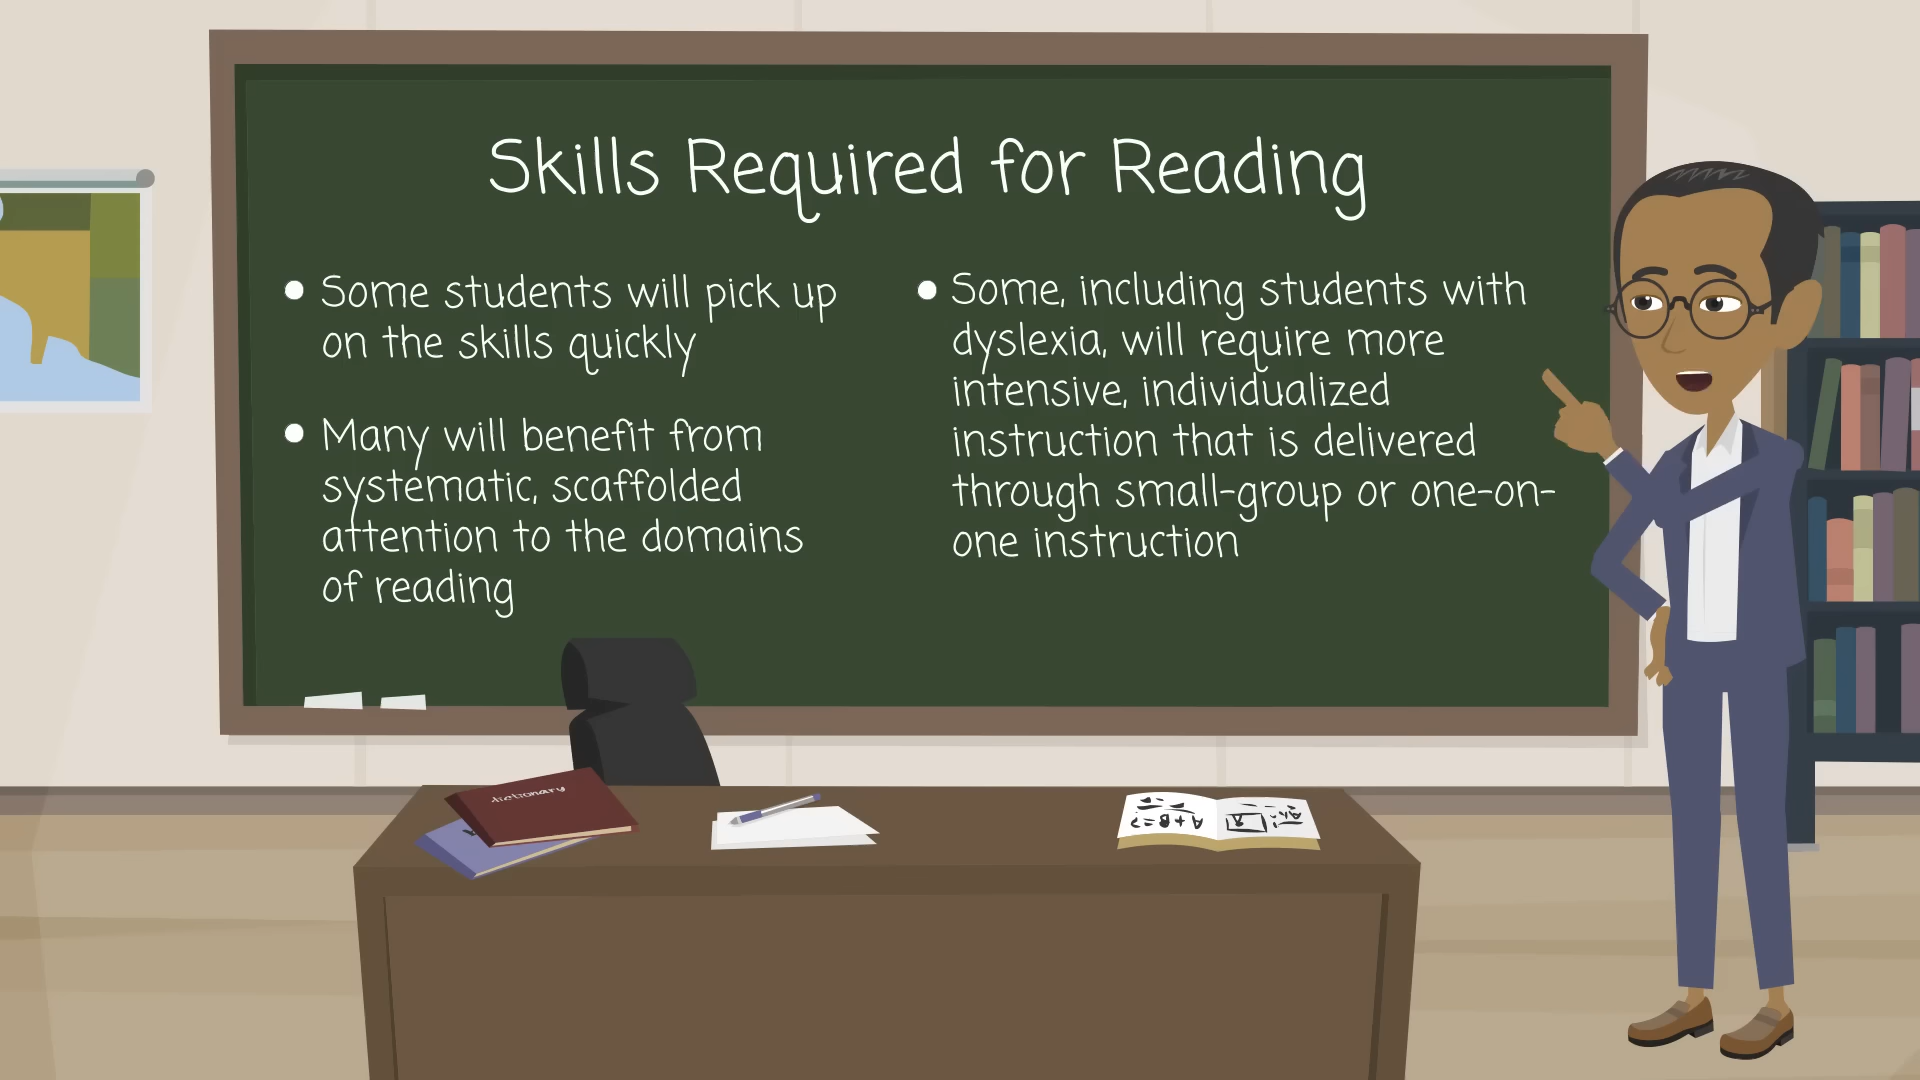 Skills Required for Reading
Some students will pick up
on the skills quickly
Many will benefit from
systematic, scaffolded
attention to the domains
of reading
Some, including students with
dyslexia, will require more
intensive, individualized
instruction that is delivered
through small-group or one-on-
one instruction
dictionary